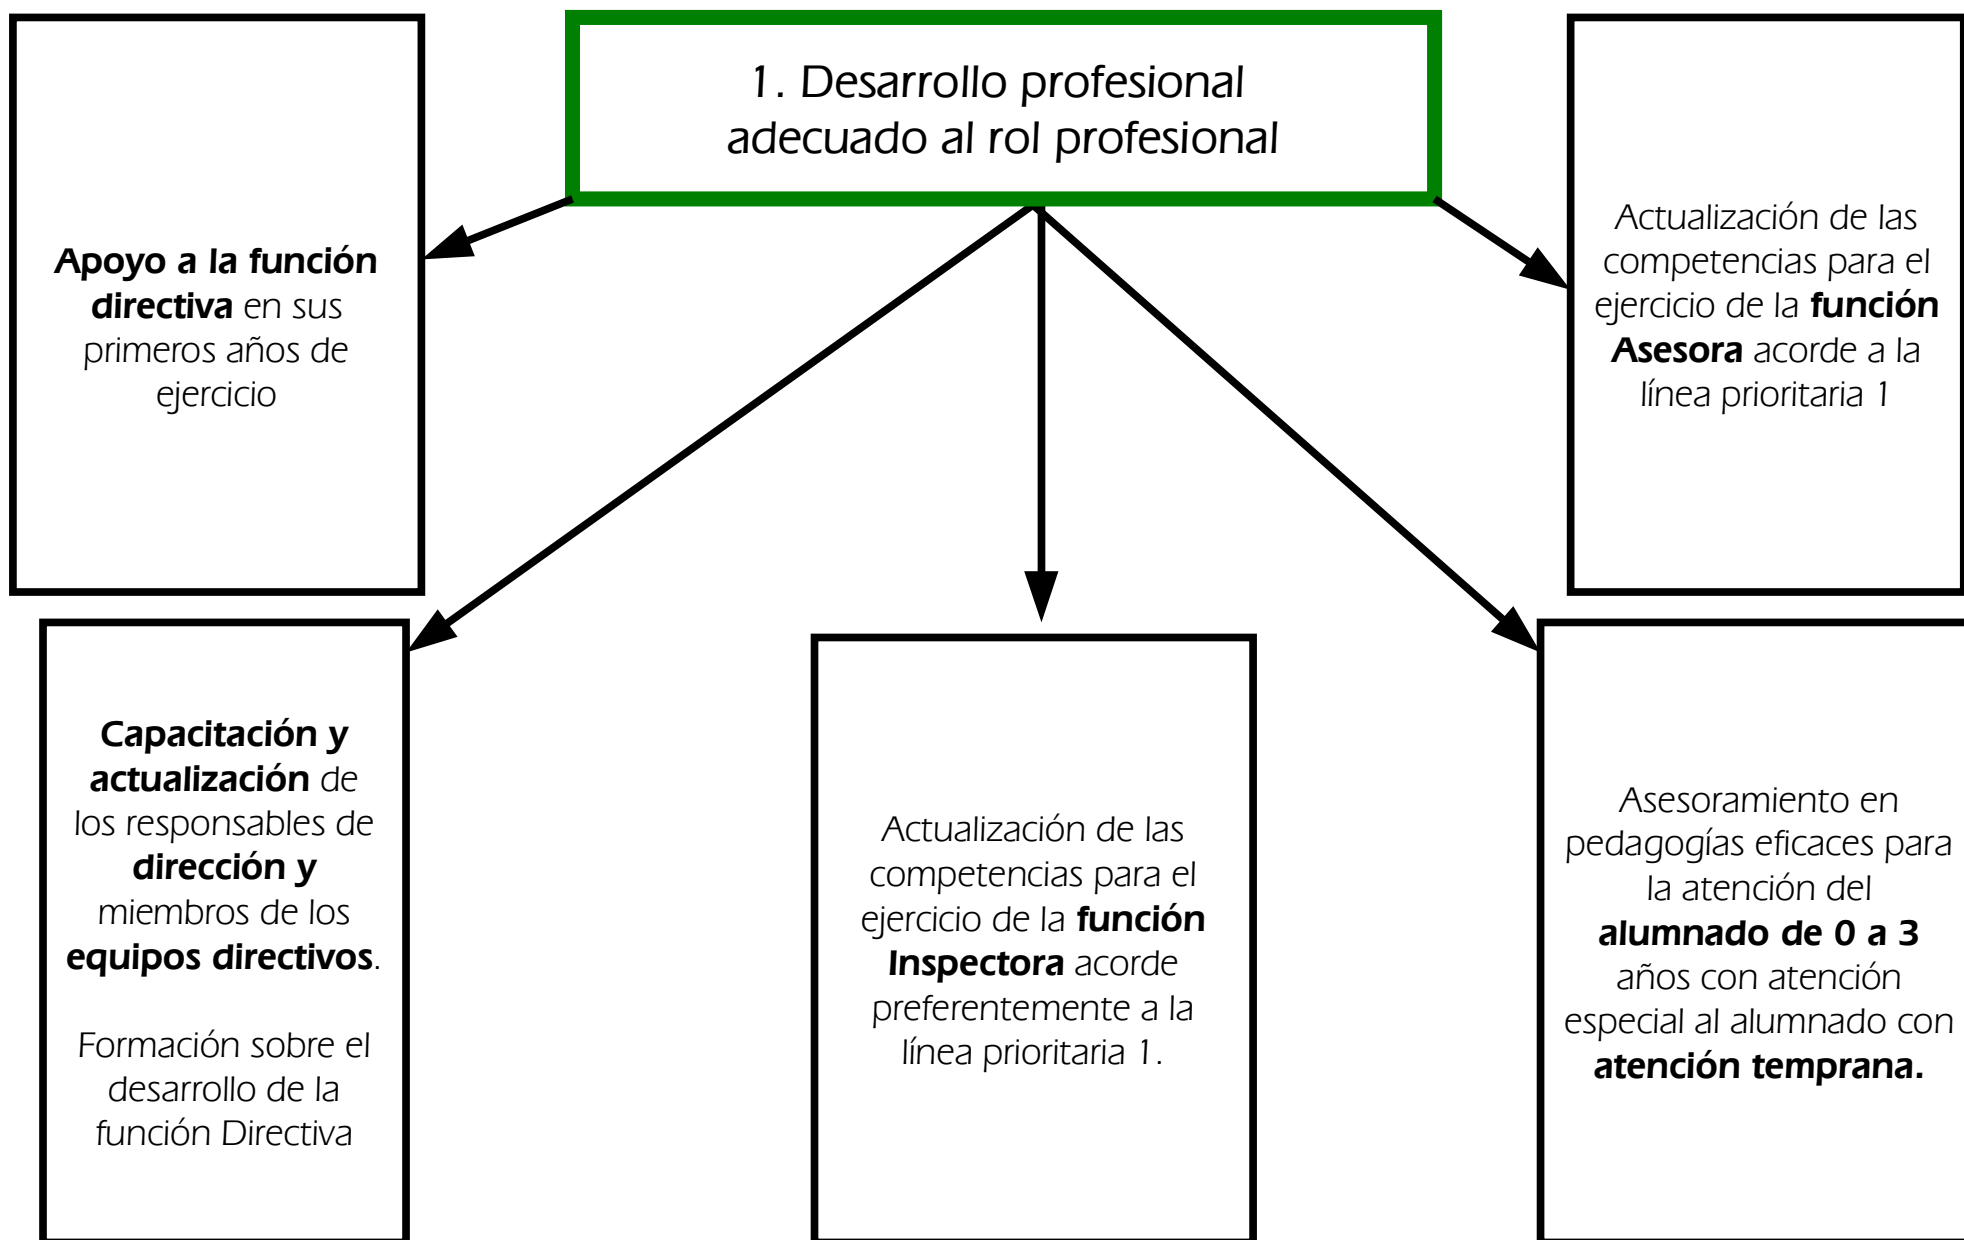 1. Desarrollo profesional
adecuado al rol profesional
Apoyo a la función
directiva en sus
primeros años de
ejercicio
Actualización de las
competencias para el
ejercicio de la función
Asesora acorde a la
línea prioritaria 1
Capacitación y
actualización de
los responsables de
dirección y
miembros de los
equipos directivos.
Formación sobre el
desarrollo de la
función Directiva
Actualización de las
competencias para el
ejercicio de la función
Inspectora acorde
preferentemente a la
línea prioritaria 1.
Asesoramiento en
pedagogías eficaces para
la atención del
alumnado de 0 a 3
años con atención
especial al alumnado con
atención temprana.